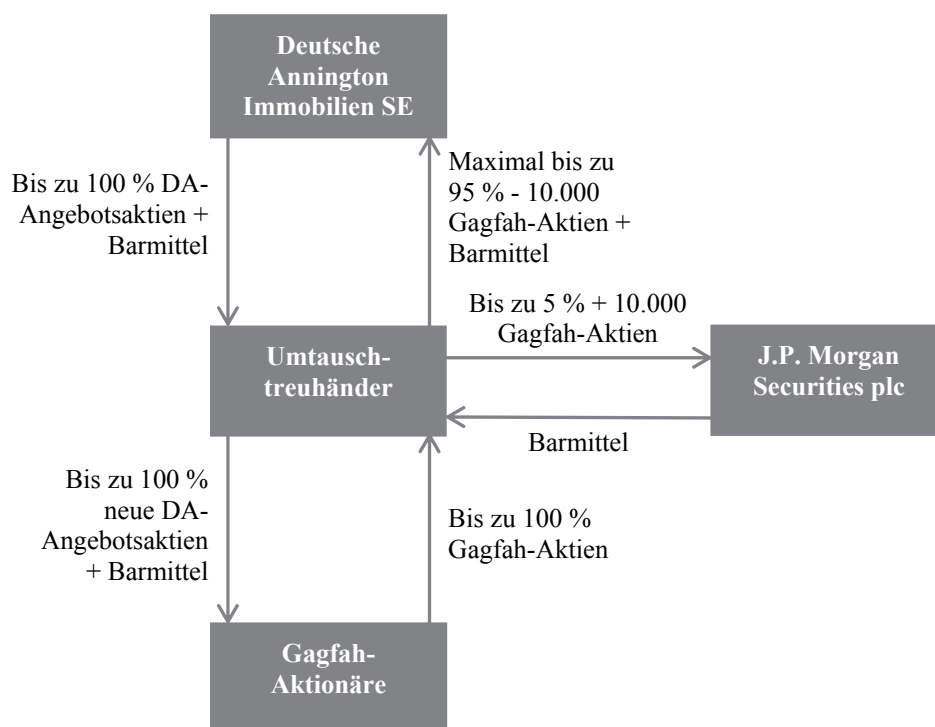 Deutsche
Annington
Immobilien SE
Bis zu 100 % DA-
Angebotsaktien +
Barmittel
Maximal bis zu
95 % - 10.000
Gagfah-Aktien +
Barmittel
Bis zu 5 % + 10.000
Gagfah-Aktien
Umtausch-
treuhänder
J.P. Morgan
Securities plc
Barmittel
Bis zu 100 %
neue DA-
Angebotsaktien
+ Barmittel
Bis zu 100 %
Gagfah-Aktien
Gagfah-
Aktionäre